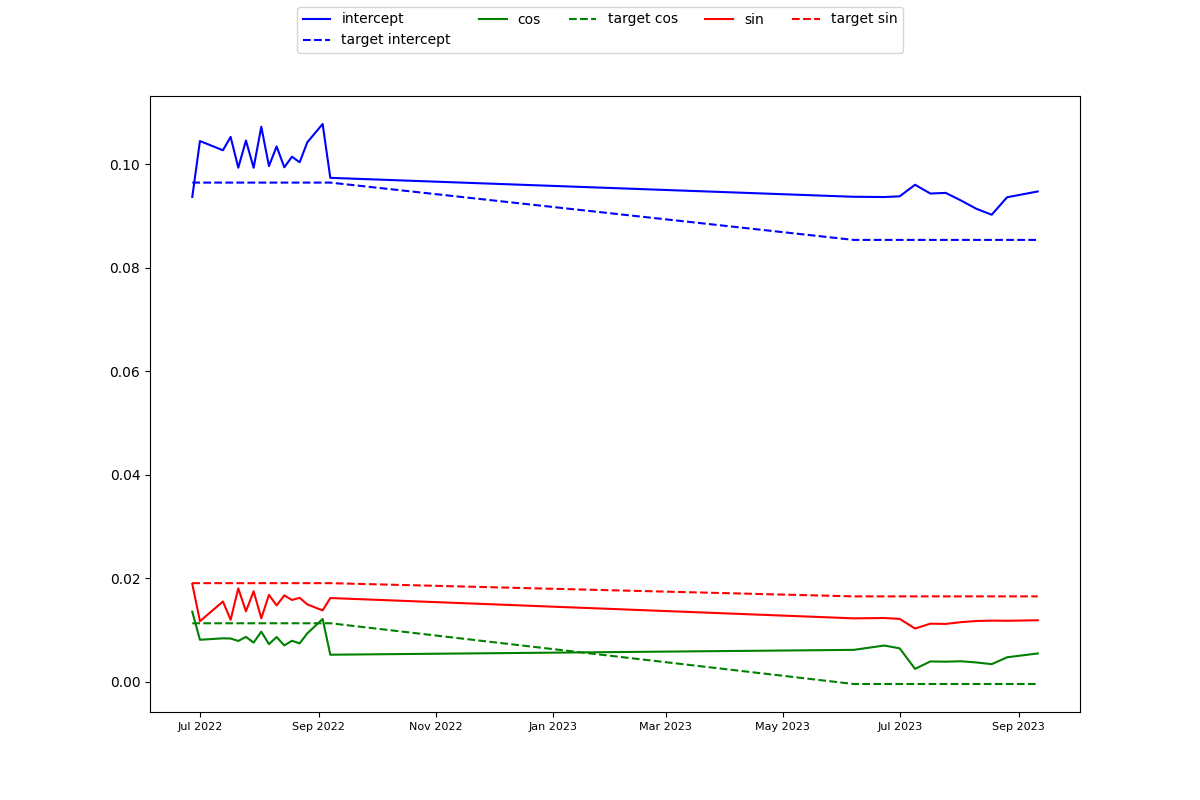 intercept cos target cos sin target sin
target intercept
0.10
0.08
0.06
0.04
0.02
0.00
Jul 2022 Sep 2022 Nov 2022 Jan 2023 Mar 2023 May 2023 Jul 2023 Sep 2023